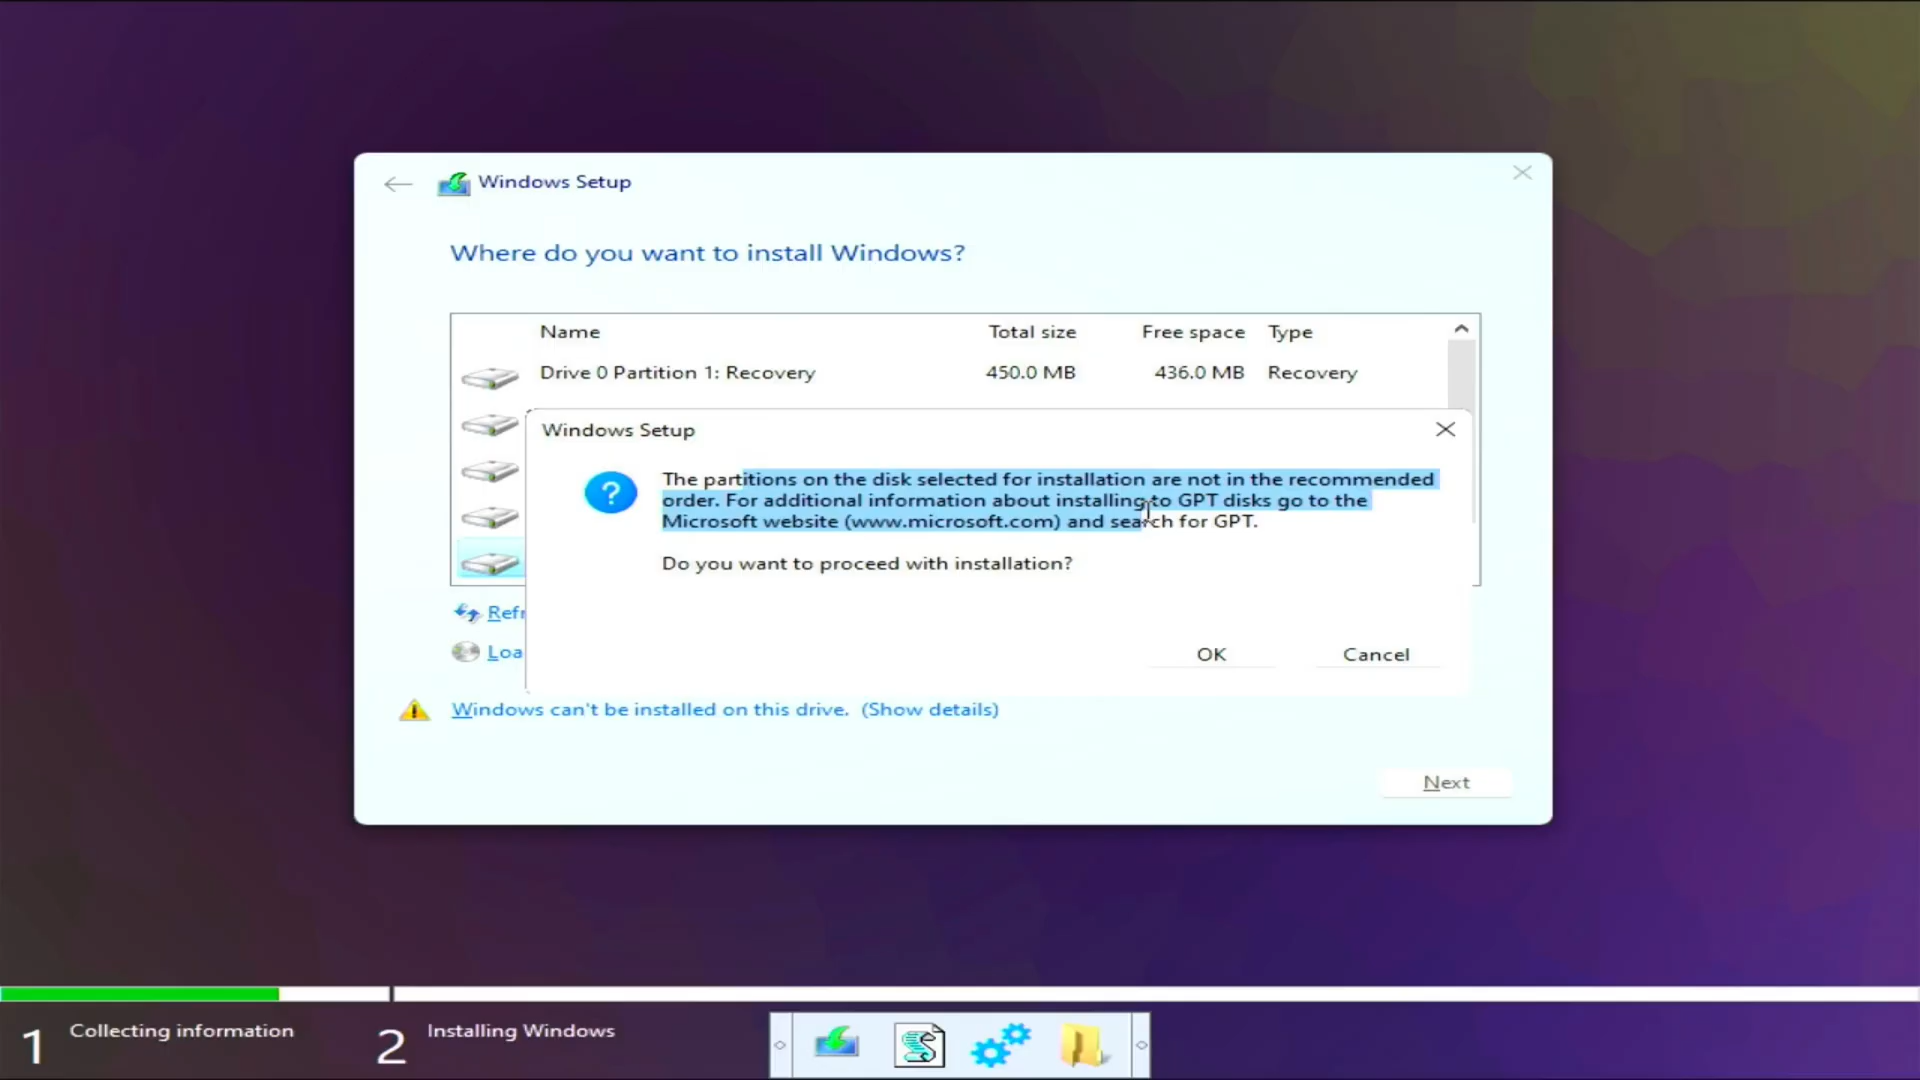 Windows Setup
Where do you want to install Windows?
Name Total size Free space Type
Drive 0 Partition 1: Recovery 450.0 MB 436.0 MB Recovery
Windows Setup
The partitions on the disk selected for installation are not in the recommended
order. For additional information about installing to GPT disks go to the
Microsoft website (www.microsoft.com) and search for GPT.
Do you want to proceed with installation?
Refr
OK Cancel
Loa
Windows can't be installed on this drive. (Show details)
Next
1 Collecting information 2 Installing Windows